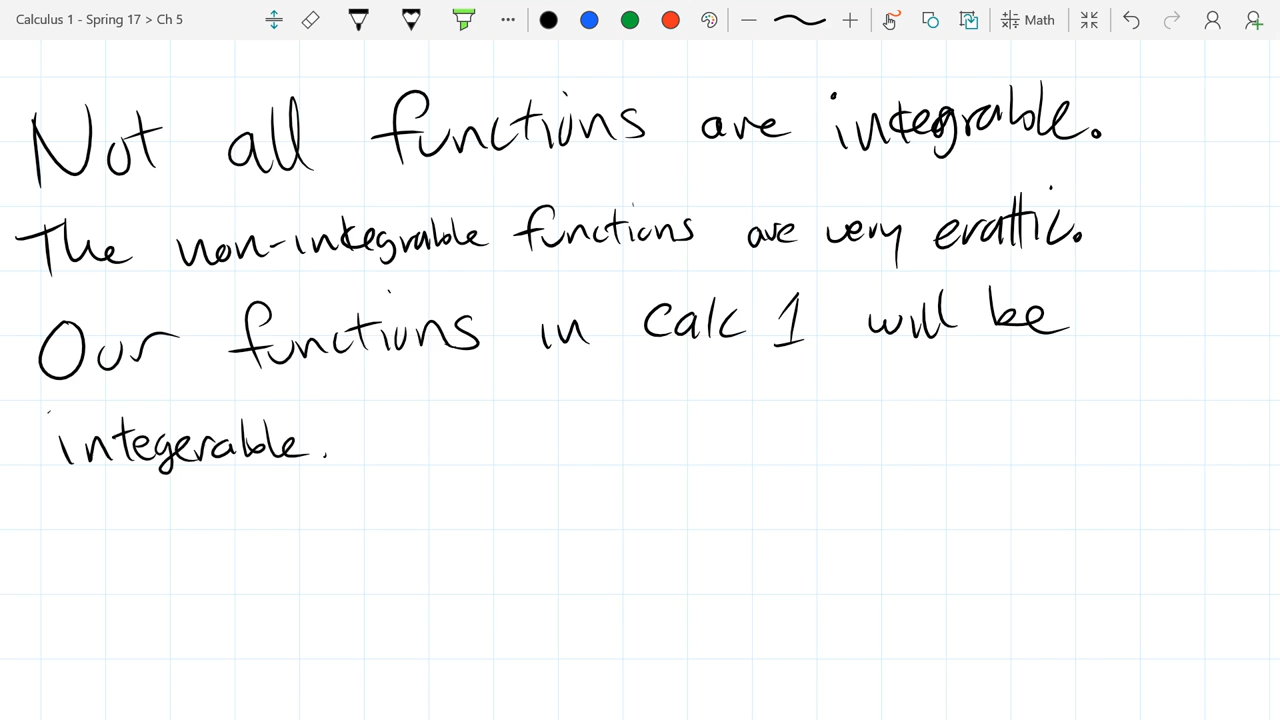 Calculus 1 - Spring 17 > Ch 5 Math
Not all functions are integrable.
The non-integrable functions are very erattic.
Our functions in calc 1 will be
integerable.